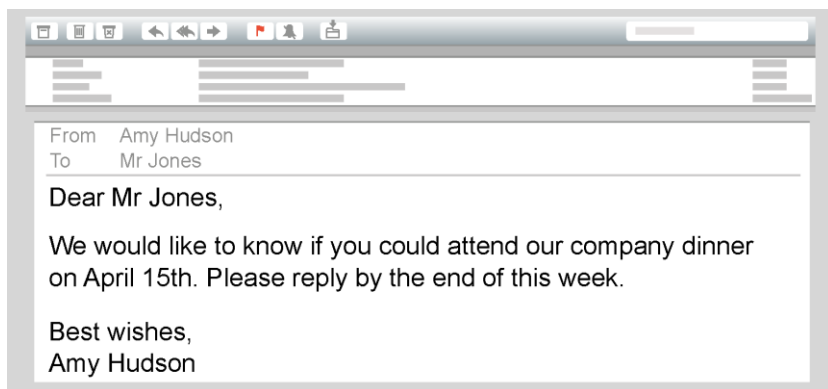 From Amy Hudson
To Mr Jones
Dear Mr Jones,
We would like to know if you could attend our company dinner
on April 15th. Please reply by the end of this week.
Best wishes,
Amy Hudson